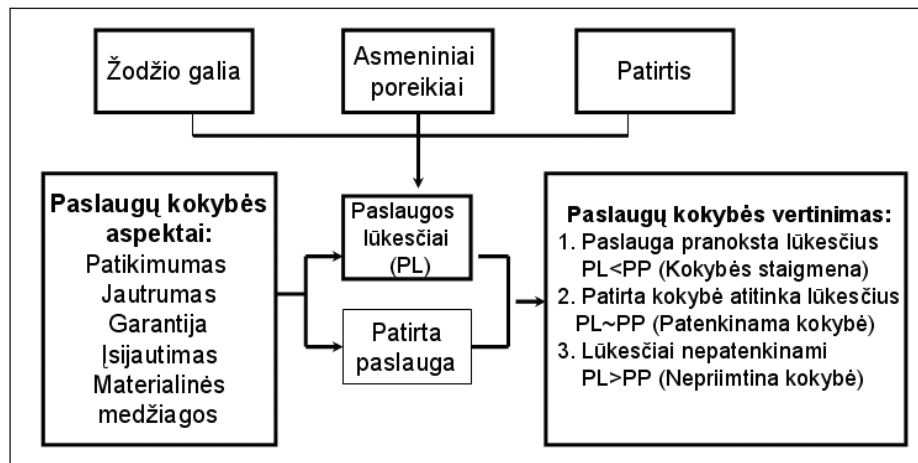 Žodžio galia
Asmeniniai
poreikiai
Patirtis
Paslaugų kokybės
aspektai:
Patikimumas
Jautrumas
Garantija
Įsijautimas
Materialinės
medžiagos
Paslaugos
lūkesčiai
(PL)
Patirta
paslauga
Paslaugų kokybės vertinimas:
1. Paslauga pranoksta lūkesčius
PL<PP (Kokybės staigmena)
2. Patirta kokybė atitinka lūkesčius
PL~PP (Patenkinama kokybė)
3. Lūkesčiai nepatenkinami
PL>PP (Nepriimtina kokybė)